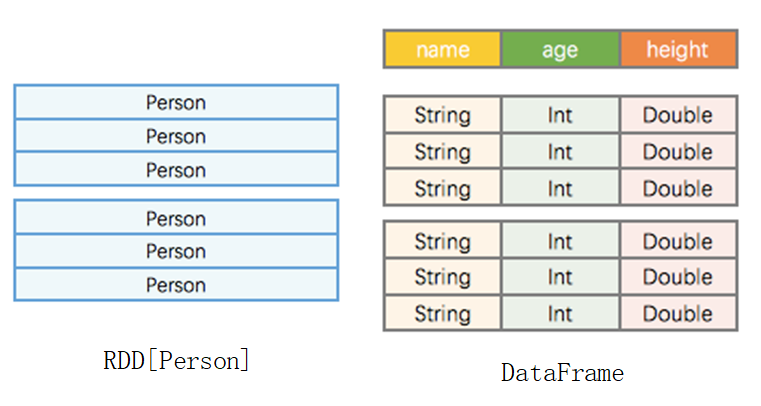 Person
Person
Person
Person
Person
Person
RDD[Person]
name age height
String Int Double
String Int Double
String Int Double
String Int Double
String Int Double
String Int Double
DataFrame